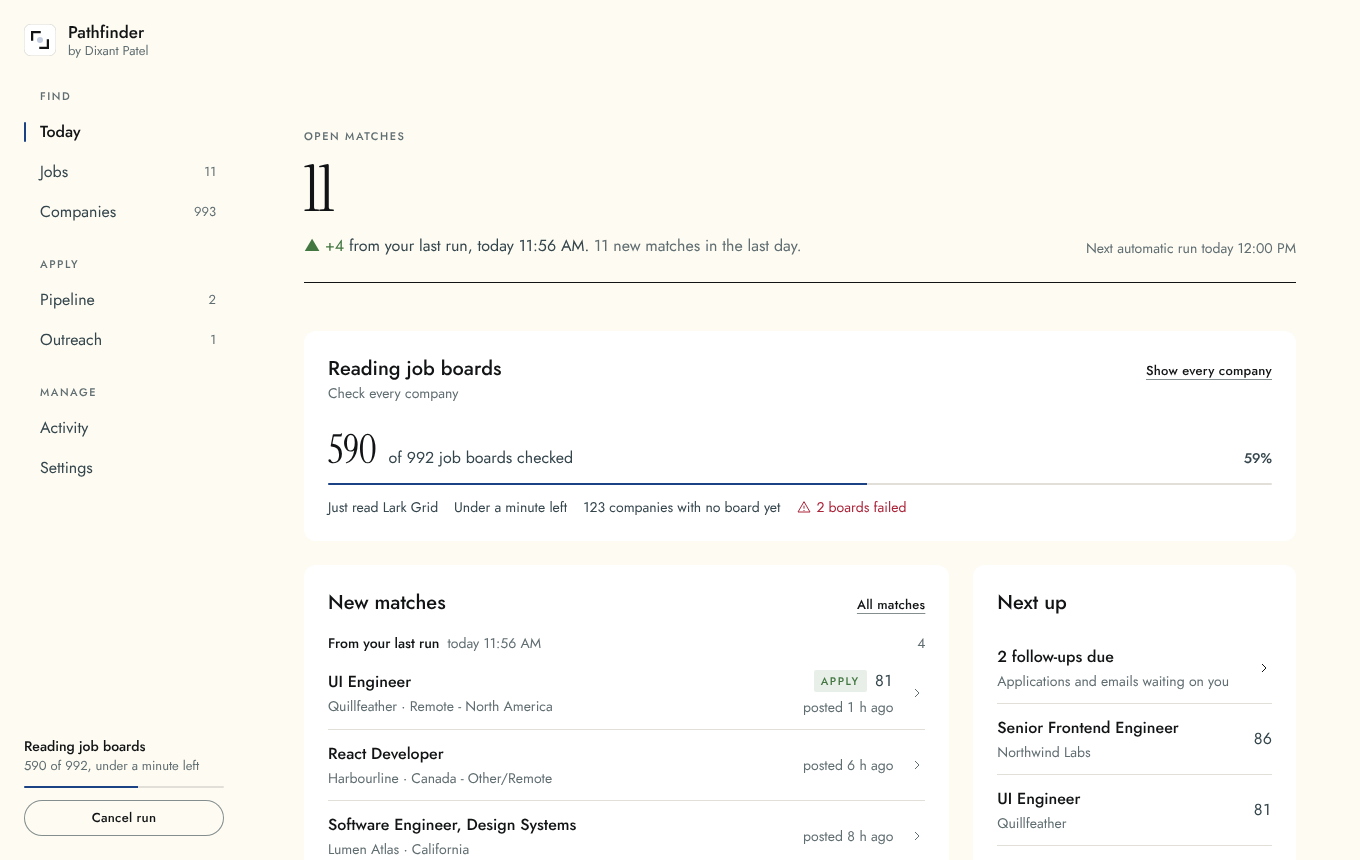 Pathfinder
by Dixant Patel
FIND
Today
Jobs 11
Companies 993
APPLY
Pipeline 2
Outreach 1
MANAGE
Activity
Settings
Reading job boards
590 of 992, under a minute left
Cancel run
OPEN MATCHES
11
▲ +4 from your last run, today 11:56 AM. 11 new matches in the last day.
Next automatic run today 12:00 PM
Reading job boards
Show every company
Check every company
590 of 992 job boards checked
59%
Just read Lark Grid Under a minute left 123 companies with no board yet 2 boards failed
New matches
All matches
From your last run today 11:56 AM 4
UI Engineer APPLY 81
Quillfeather · Remote - North America posted 1 h ago
React Developer
Harbourline · Canada - Other/Remote posted 6 h ago
Software Engineer, Design Systems
Lumen Atlas · California posted 8 h ago
Next up
2 follow-ups due
Applications and emails waiting on you
Senior Frontend Engineer 86
Northwind Labs
UI Engineer 81
Quillfeather